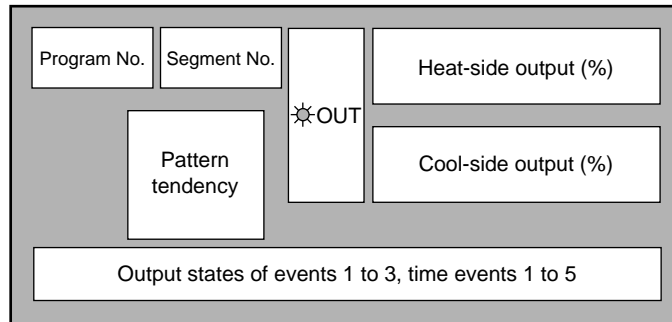 Program No.
Segment No.
OUT
Heat-side output (%)
Pattern
tendency
Cool-side output (%)
Output states of events 1 to 3, time events 1 to 5